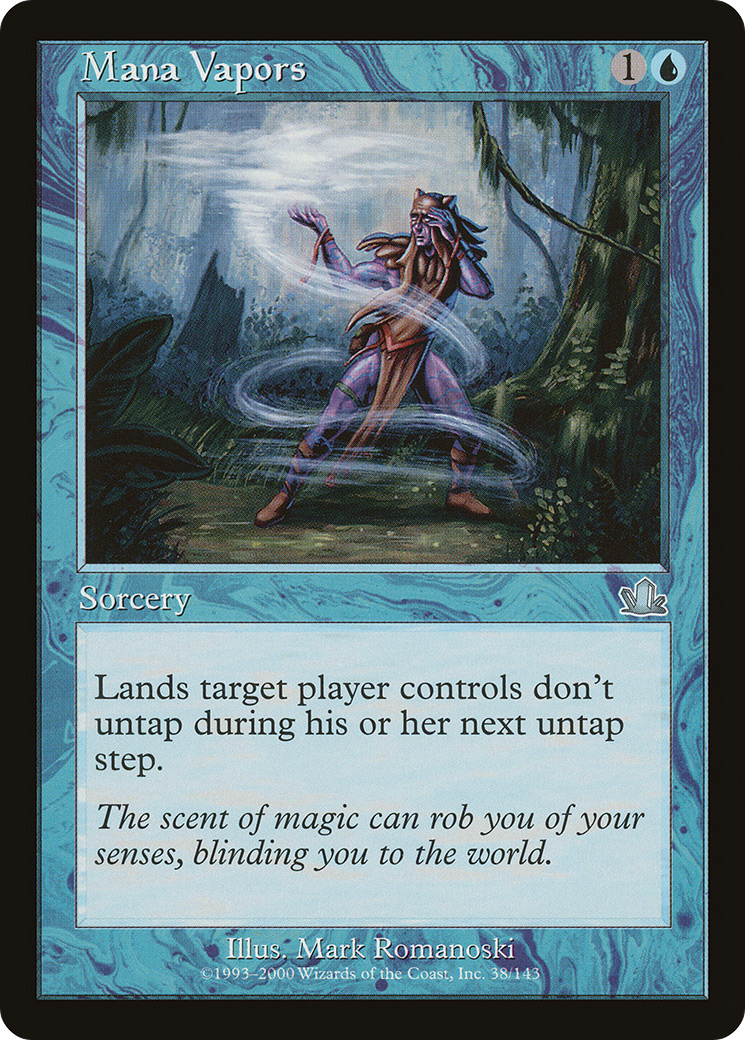 Mana Vapors 1
Sorcery
Lands target player controls don't
untap during his or her next untap
step.
The scent of magic can rob you of your
senses, blinding you to the world.
Illus. Mark Romanoski
©1993–2000 Wizards of the Coast, Inc. 38/143